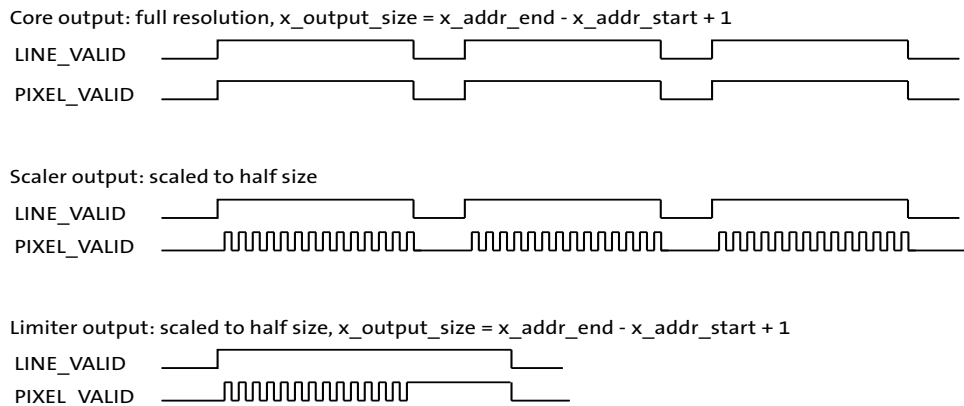 Core output: full resolution, x_output_size = x_addr_end - x_addr_start + 1
LINE_VALID
PIXEL_VALID
Scaler output: scaled to half size
LINE_VALID
PIXEL_VALID
Limiter output: scaled to half size, x_output_size = x_addr_end - x_addr_start + 1
LINE_VALID
PIXEL_VALID